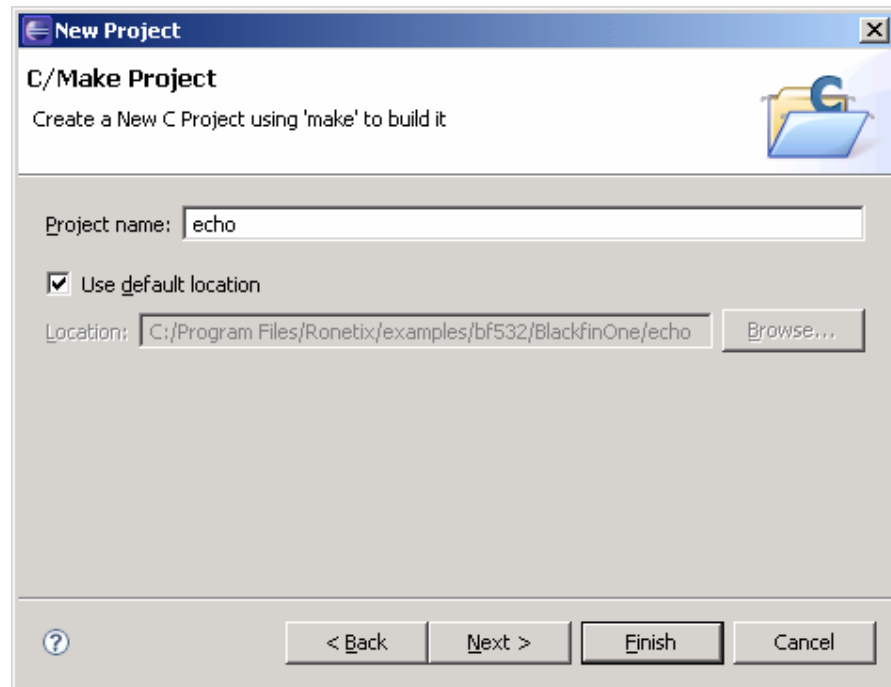 New Project
C/Make Project
Create a New C Project using 'make' to build it
Project name: echo
Use default location
Location: C:/Program Files/Ronetix/examples/bf532/BlackfinOne/echo Browse...
? < Back Next > Finish Cancel